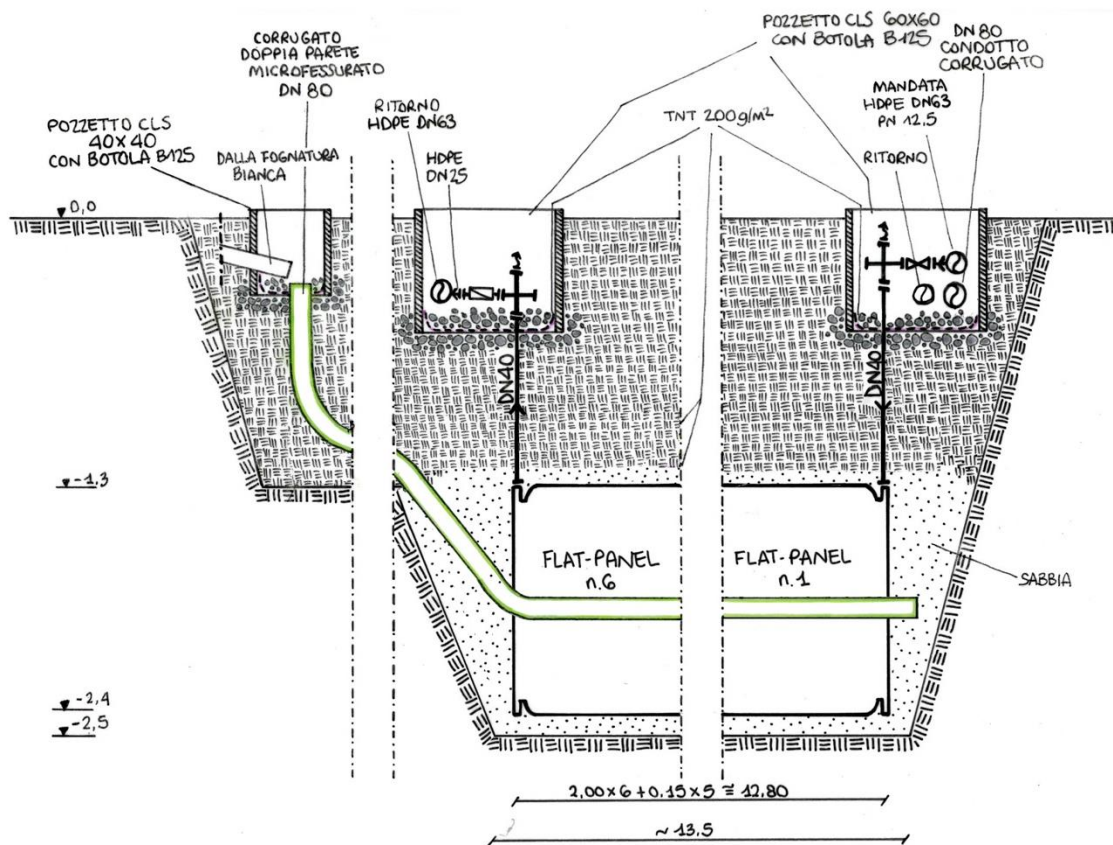 CORRUGATO
DOPPIA PARETE
MICROFESSURATO
DN 80
POZZETTO CLS 60X60
CON BOTOLA B125
DN 80
CONDOTTO
CORRUGATO
MANDATA
HDPE DN63
PN 12,5
RITORNO
HDPE DN63
TNT 200g/m²
POZZETTO CLS
40X40
CON BOTOLA B125
DALLA FOGNATURA
BIANCA
HDPE
DN25
RITORNO
0,0
DN40
DN40
-1,3
FLAT-PANEL
n.6
FLAT-PANEL
n.1
SABBIA
-2,4
-2,5
2,00×6+0,15×5≅12,80
~13,5